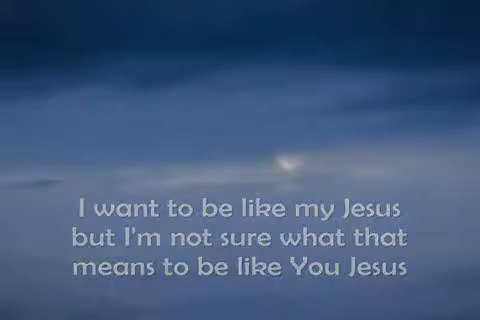 I want to be like my Jesus
but I'm not sure what that
means to be like You Jesus